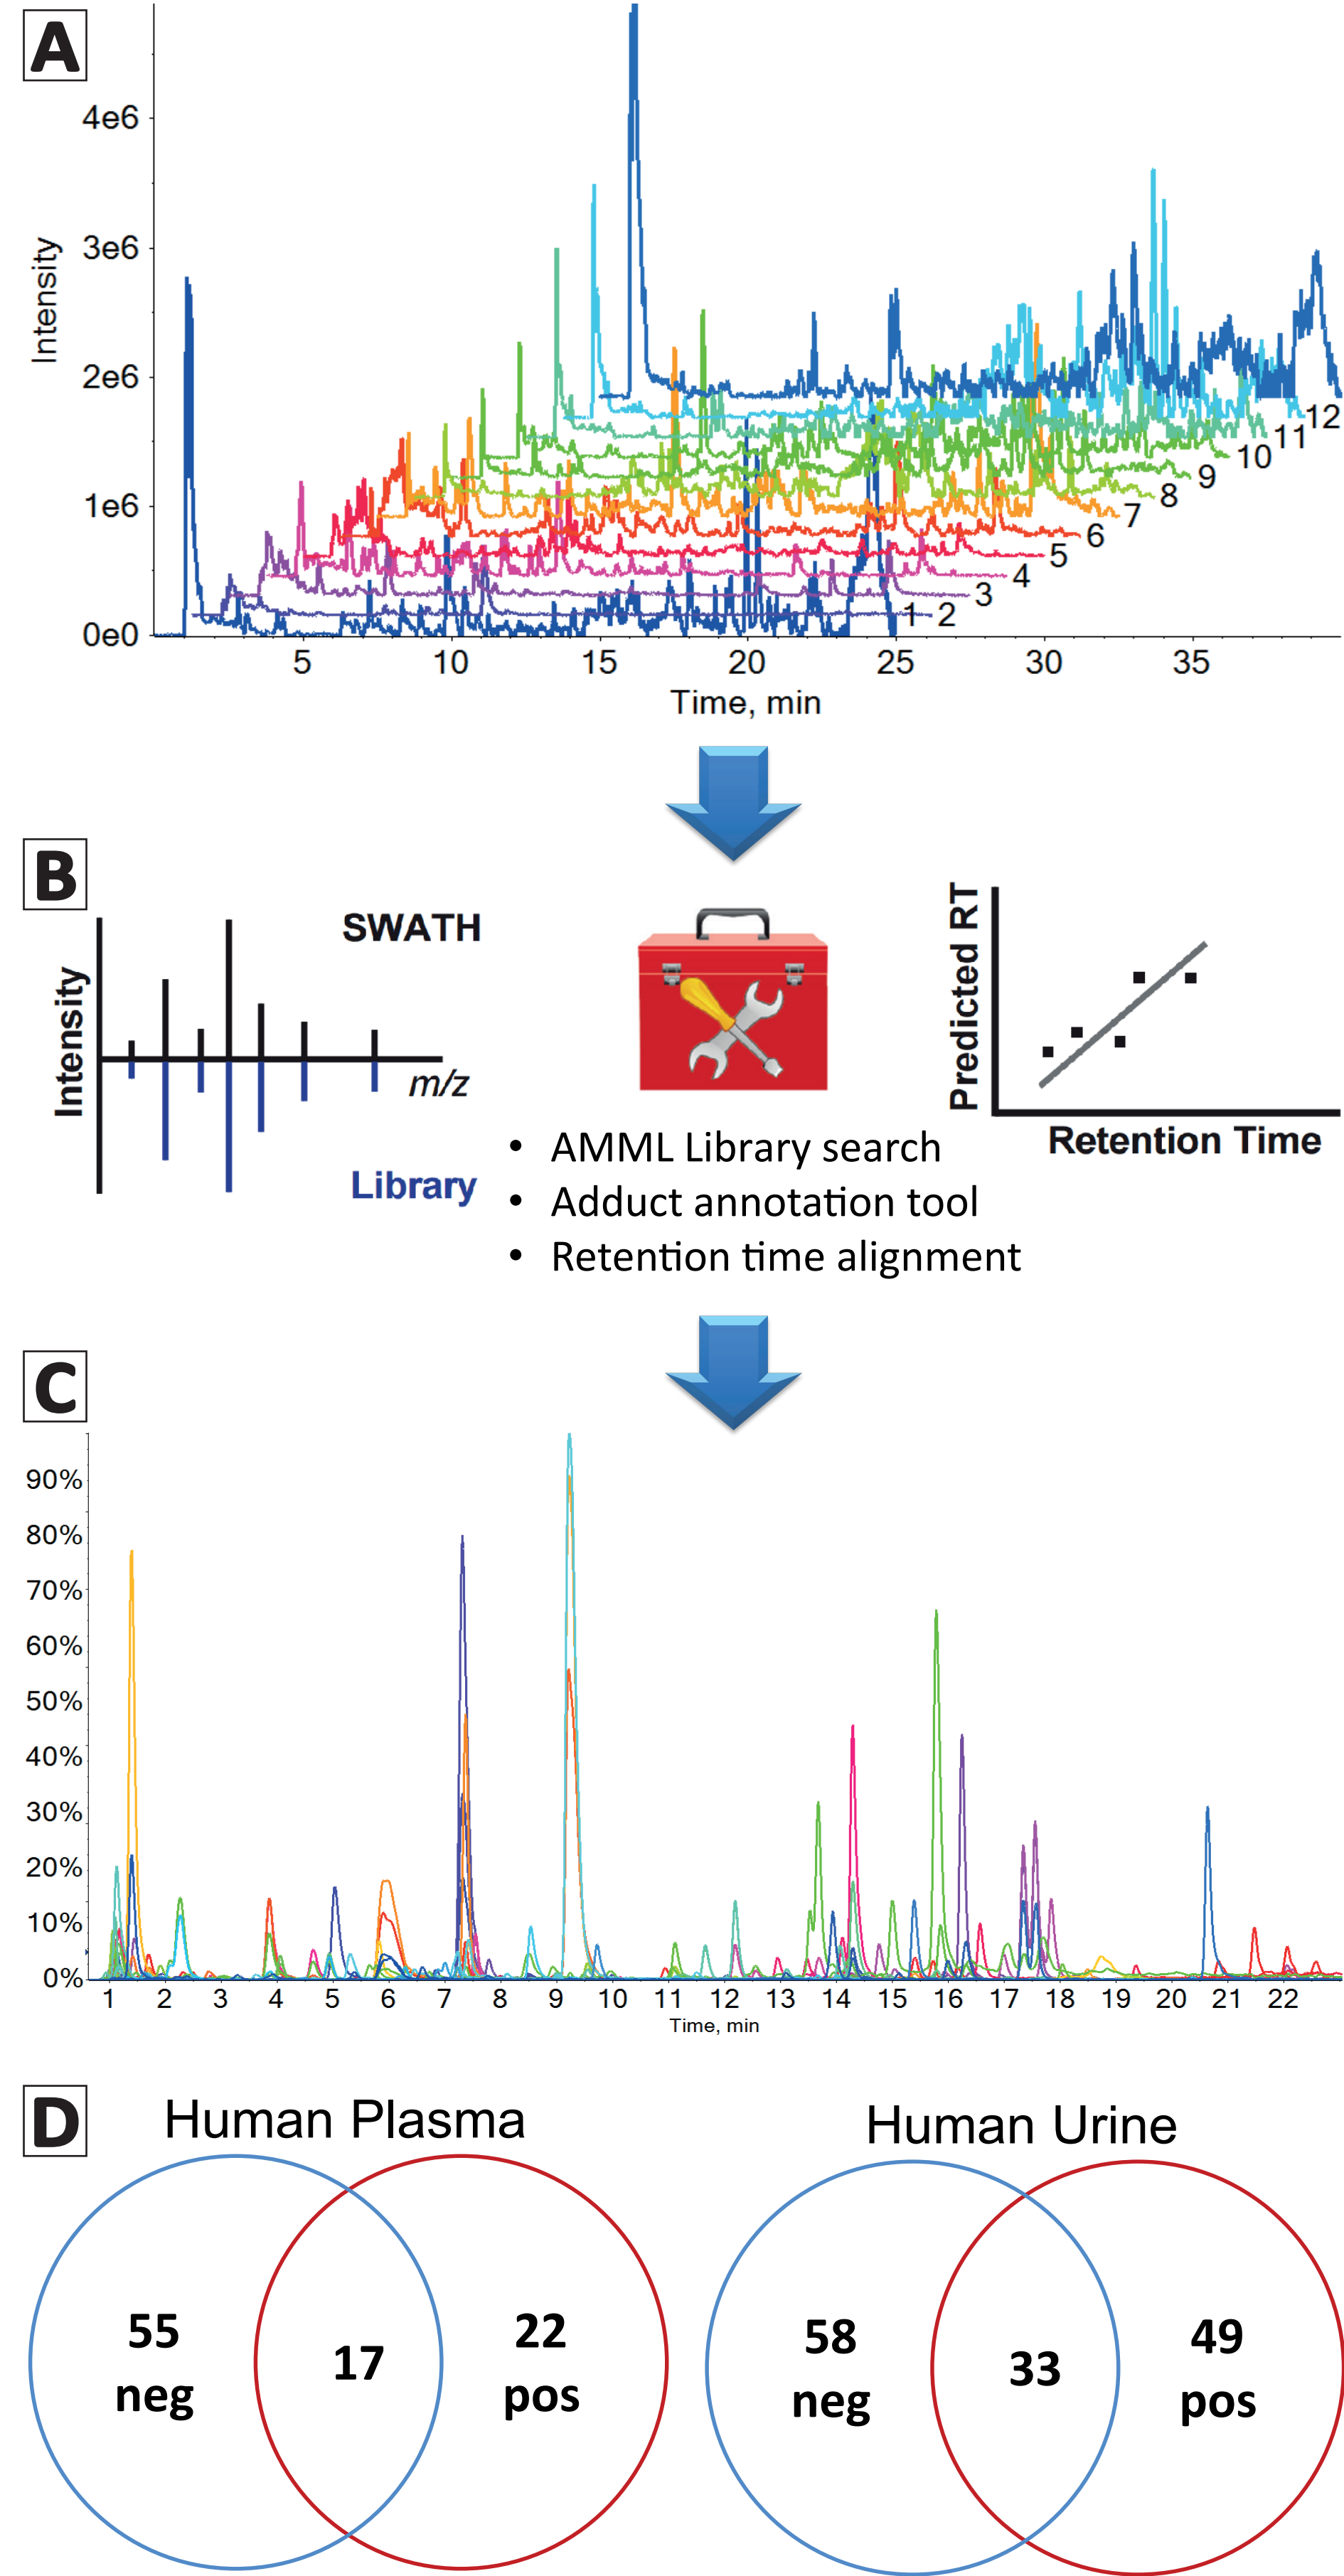 A
Intensity
4e6
3e6
2e6
1e6
0e0
12
11
10
9
8
7
6
5
4
3
1 2
5 10 15 20 25 30 35
Time, min
B
SWATH
Intensity
m/z
Library
Predicted RT
Retention Time
• AMML Library search
• Adduct annotation tool
• Retention time alignment
C
90%
80%
70%
60%
50%
40%
30%
20%
10%
0%
1 2 3 4 5 6 7 8 9 10 11 12 13 14 15 16 17 18 19 20 21 22
Time, min
D
Human Plasma
55
neg
17
22
pos
Human Urine
58
neg
33
49
pos